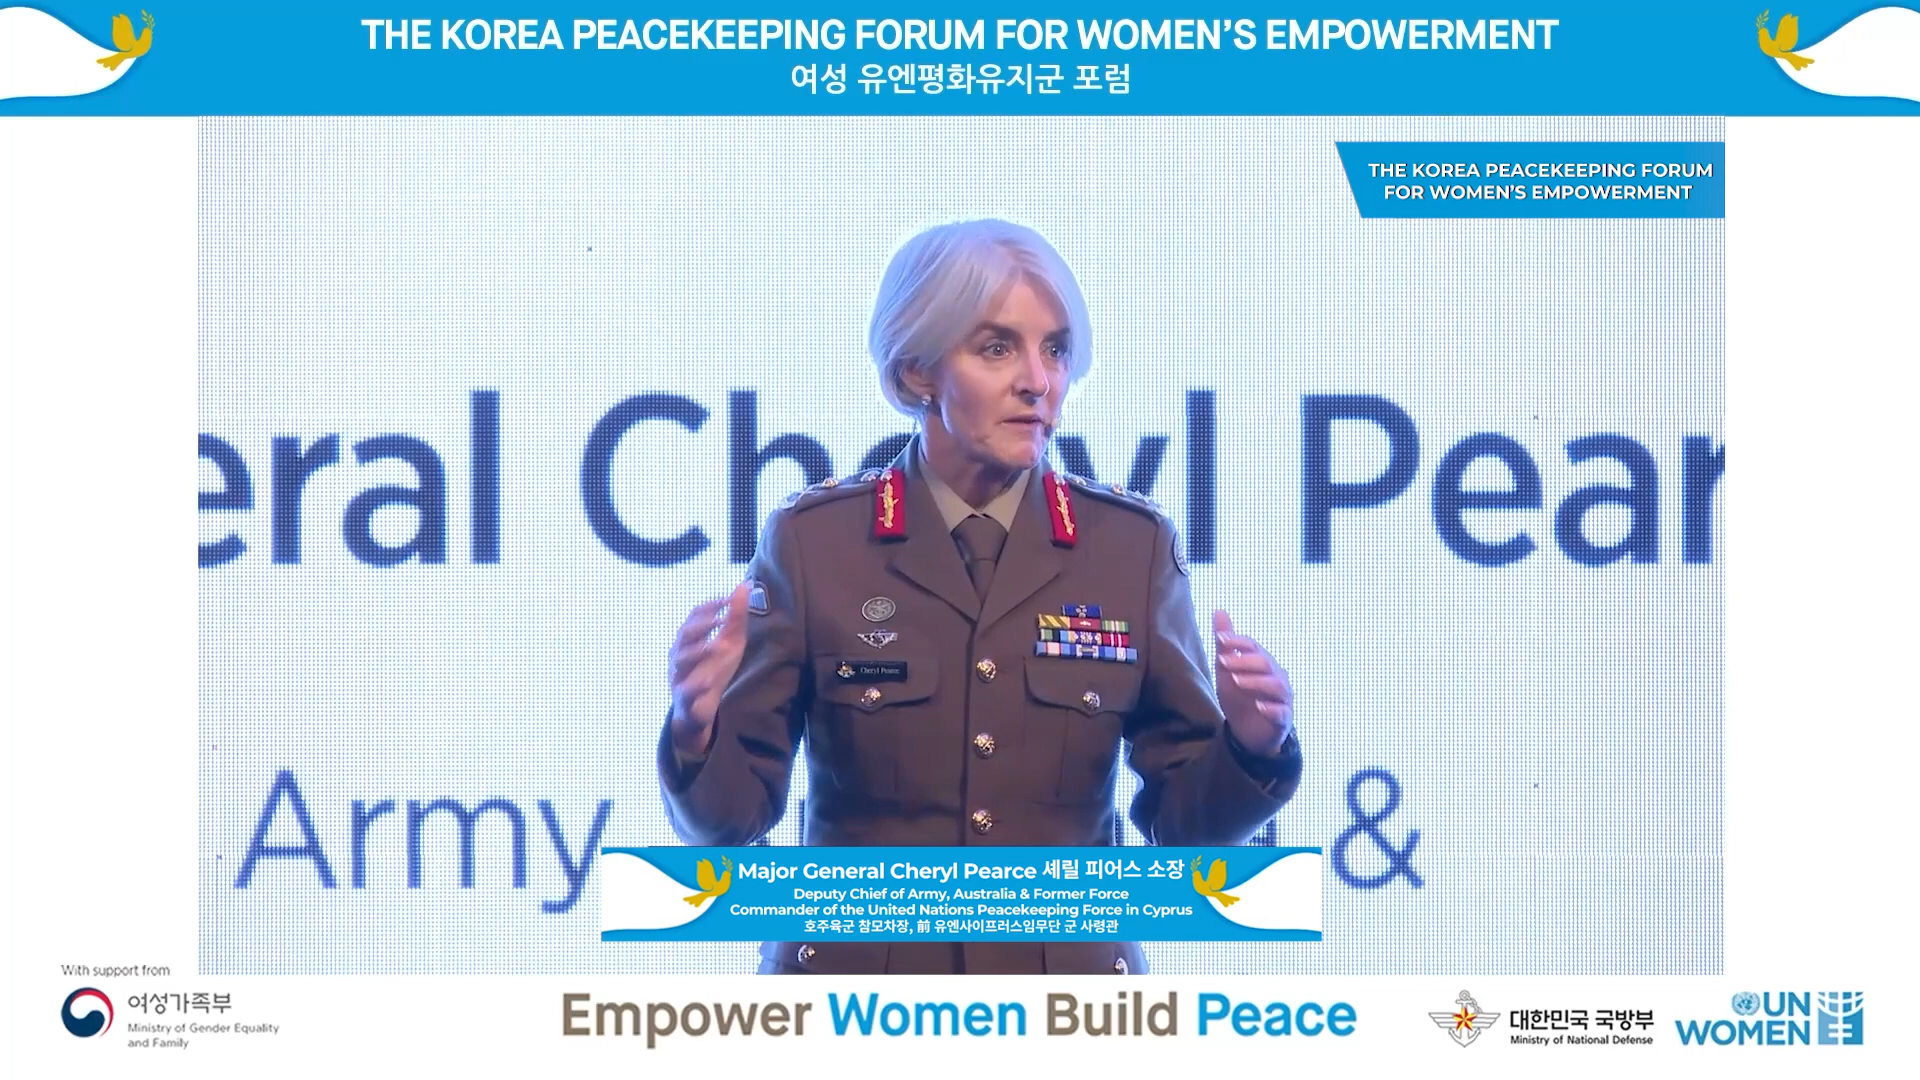 THE KOREA PEACEKEEPING FORUM FOR WOMEN'S EMPOWERMENT
여성 유엔평화유지군 포럼
THE KOREA PEACEKEEPING FORUM
FOR WOMEN'S EMPOWERMENT
eral Cheryl Pear
Army &
Cheryl Pearce
Major General Cheryl Pearce 셰릴 피어스 소장
Deputy Chief of Army, Australia & Former Force
Commander of the United Nations Peacekeeping Force in Cyprus
호주육군 참모차장, 前 유엔사이프러스임무단 군 사령관
With support from
여성가족부
Ministry of Gender Equality
and Family
Empower Women Build Peace
대한민국 국방부
Ministry of National Defense
UN
WOMEN